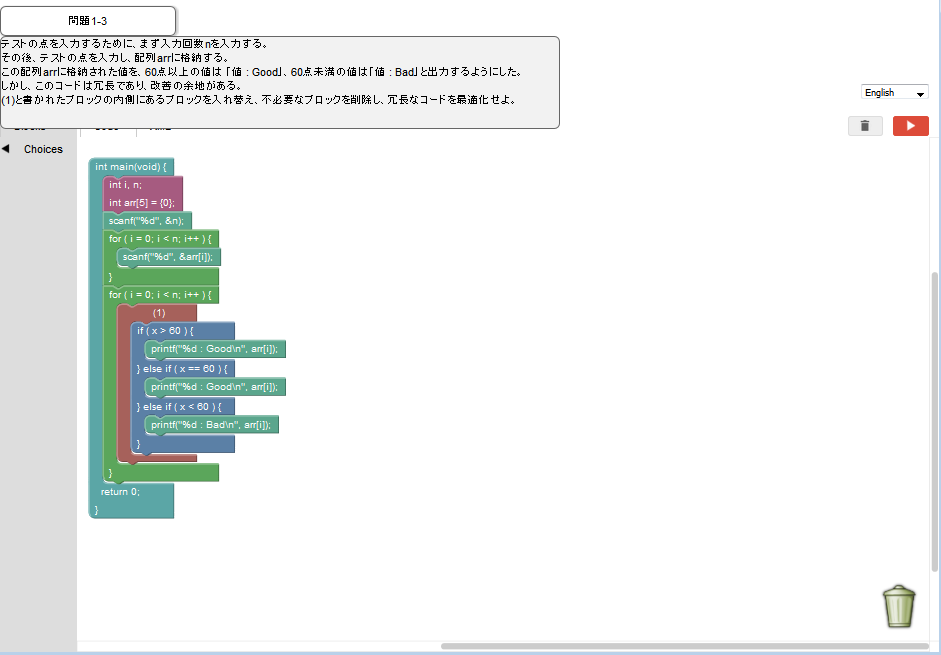 問題1-3
テストの点を入力するために、まず入力回数nを入力する。
その後、テストの点を入力し、配列arrに格納する。
この配列arrに格納された値を、60点以上の値は「値 : Good」、60点未満の値は「値 : Bad」と出力するようにした。
しかし、このコードは冗長であり、改善の余地がある。
(1)と書かれたブロックの内側にあるブロックを入れ替え、不必要なブロックを削除し、冗長なコードを最適化せよ。
English
Choices
int main(void) {
int i, n;
int arr[5] = {0};
scanf("%d", &n);
for ( i = 0; i < n; i++ ) {
scanf("%d", &arr[i]);
}
for ( i = 0; i < n; i++ ) {
(1)
if ( x > 60 ) {
printf("%d : Good\n", arr[i]);
} else if ( x == 60 ) {
printf("%d : Good\n", arr[i]);
} else if ( x < 60 ) {
printf("%d : Bad\n", arr[i]);
}
}
return 0;
}